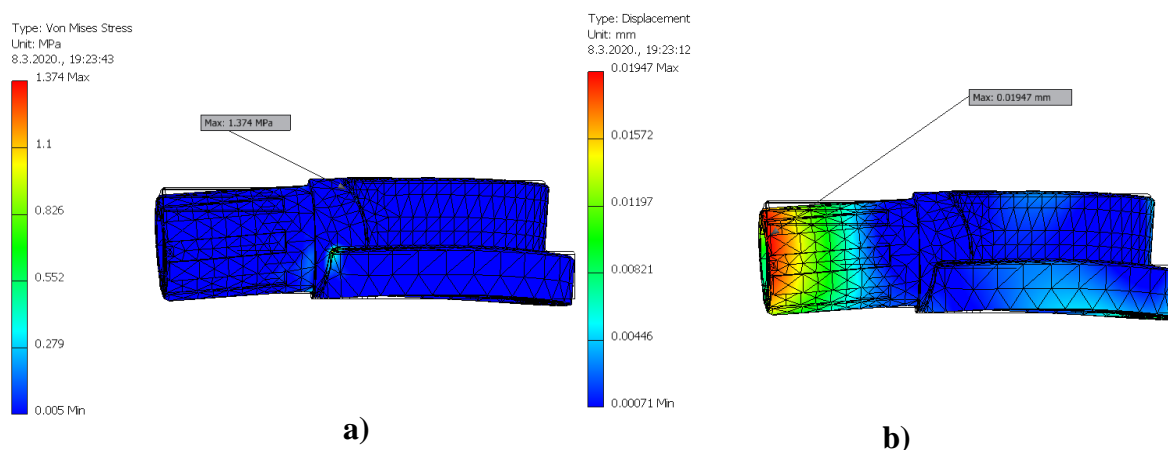 Type: Von Mises Stress
Unit: MPa
8.3.2020., 19:23:43
1.374 Max
1.1
0.826
0.552
0.279
0.005 Min
Max: 1.374 MPa
a)
Type: Displacement
Unit: mm
8.3.2020., 19:23:12
0.01947 Max
0.01572
0.01197
0.00821
0.00446
0.00071 Min
Max: 0.01947 mm
b)